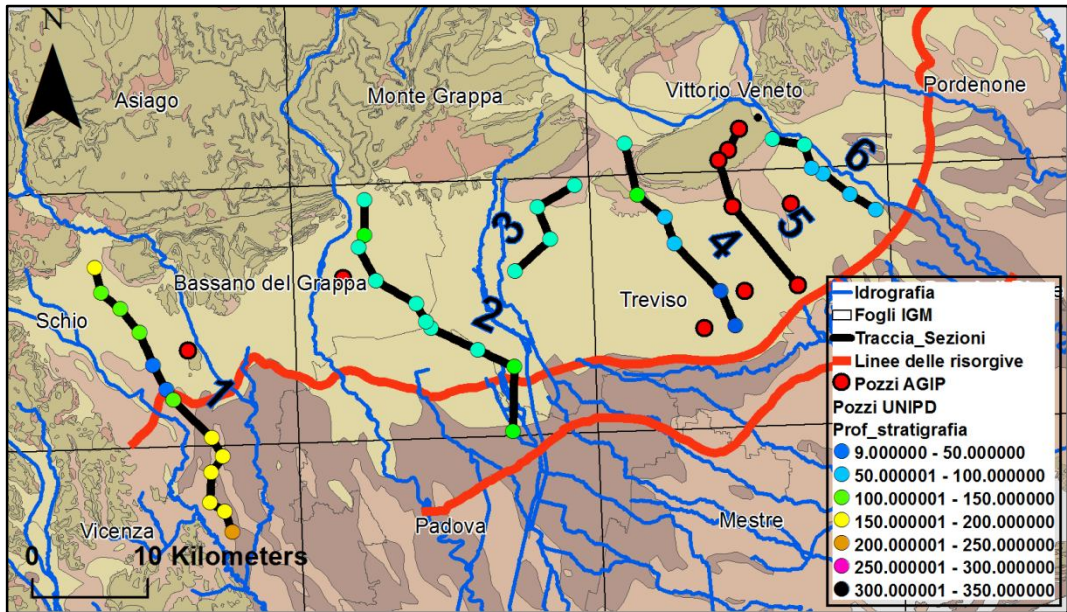 N
Pordenone
Vittorio Veneto
Monte Grappa
Asiago
6
3
5
4
Bassano del Grappa
Treviso
Schio
2
1
Idrografia
Fogli IGM
Traccia_Sezioni
Linee delle risorgive
Pozzi AGIP
Pozzi UNIPD
Prof_stratigrafia
9.000000 - 50.000000
50.000001 - 100.000000
100.000001 - 150.000000
150.000001 - 200.000000
200.000001 - 250.000000
250.000001 - 300.000000
300.000001 - 350.000000
Mestre
Padova
Vicenza
0 10 Kilometers